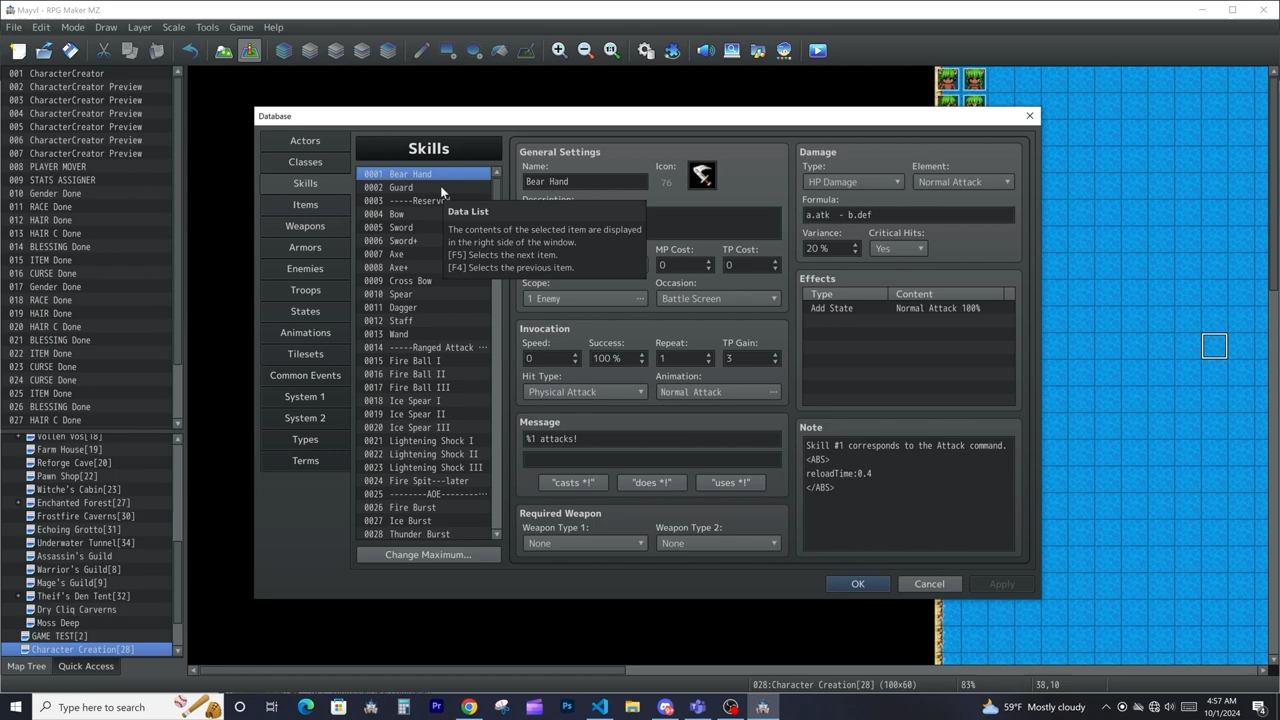 Mayvl - RPG Maker MZ
File Edit Mode Draw Layer Scale Tools Game Help
001 CharacterCreator
002 CharacterCreator Preview
003 CharacterCreator Preview
004 CharacterCreator Preview
005 CharacterCreator Preview
006 CharacterCreator Preview
007 CharacterCreator Preview
008 PLAYER MOVER
009 STATS ASSIGNER
010 Gender Done
011 RACE Done
012 HAIR Done
013 HAIR C Done
014 BLESSING Done
015 ITEM Done
016 CURSE Done
017 Gender Done
018 RACE Done
019 HAIR Done
020 HAIR C Done
021 BLESSING Done
022 ITEM Done
023 CURSE Done
024 CURSE Done
025 ITEM Done
026 BLESSING Done
027 HAIR C Done
Vollen Vos[18]
Farm House[19]
Reforge Cave[20]
Pawn Shop[22]
Witche's Cabin[23]
Enchanted Forest[27]
Frostfire Caverns[30]
Echoing Grotto[31]
Underwater Tunnel[34]
Assassin's Guild
Warrior's Guild[8]
Mage's Guild[9]
Theif's Den Tent[32]
Dry Cliq Carverns
Moss Deep
GAME TEST[2]
Character Creation[28]
Map Tree Quick Access
Database
Actors
Classes
Skills
Items
Weapons
Armors
Enemies
Troops
States
Animations
Tilesets
Common Events
System 1
System 2
Types
Terms
Skills
0001 Bear Hand
0002 Guard
0003 -----Reserve
0004 Bow
0005 Sword
0006 Sword+
0007 Axe
0008 Axe+
0009 Cross Bow
0010 Spear
0011 Dagger
0012 Staff
0013 Wand
0014 -----Ranged Attack ···
0015 Fire Ball I
0016 Fire Ball II
0017 Fire Ball III
0018 Ice Spear I
0019 Ice Spear II
0020 Ice Spear III
0021 Lightening Shock I
0022 Lightening Shock II
0023 Lightening Shock III
0024 Fire Spit---later
0025 --------AOE--------···
0026 Fire Burst
0027 Ice Burst
0028 Thunder Burst
Change Maximum...
Data List
The contents of the selected item are displayed
in the right side of the window.
[F5] Selects the next item.
[F4] Selects the previous item.
General Settings
Name: Icon:
Bear Hand 76
MP Cost: TP Cost:
0 0
Scope: Occasion:
1 Enemy ··· Battle Screen
Invocation
Speed: Success: Repeat: TP Gain:
0 100 % 1 3
Hit Type: Animation:
Physical Attack Normal Attack ···
Message
%1 attacks!
"casts *!" "does *!" "uses *!"
Required Weapon
Weapon Type 1: Weapon Type 2:
None None
Damage
Type: Element:
HP Damage Normal Attack
Formula:
a.atk - b.def
Variance: Critical Hits:
20 % Yes
Effects
Type Content
Add State Normal Attack 100%
Note
Skill #1 corresponds to the Attack command.
<ABS>
reloadTime:0.4
</ABS>
OK Cancel Apply
028:Character Creation[28] (100x60) 83% 38,10
Type here to search
59°F Mostly cloudy
4:57 AM
10/1/2024
4